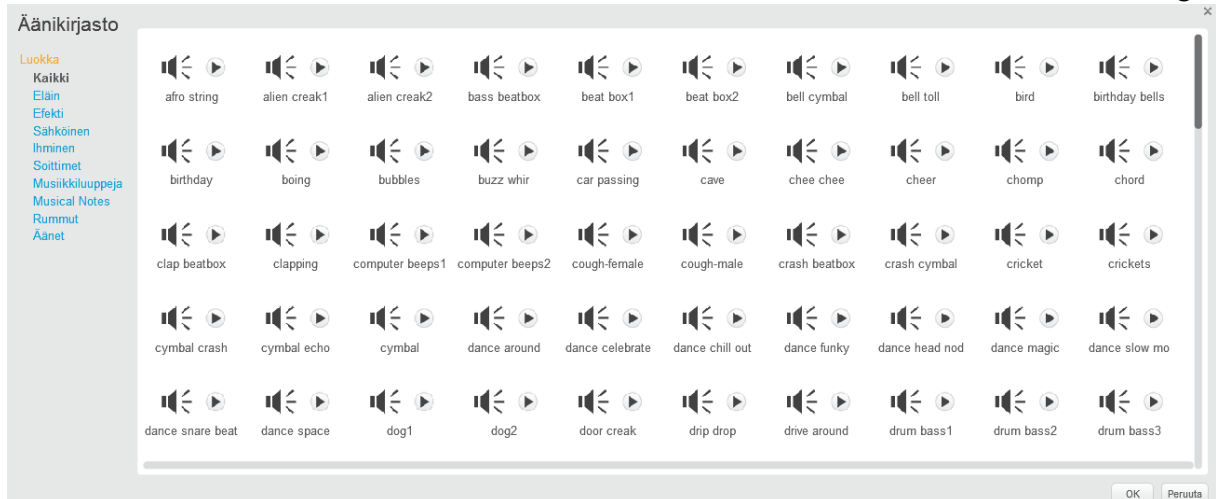 Äänikirjasto
Luokka
Kaikki
Eläin
Efekti
Sähköinen
Ihminen
Soittimet
Musiikkiluuppeja
Musical Notes
Rummut
Äänet
afro string alien creak1 alien creak2 bass beatbox beat box1 beat box2 bell cymbal bell toll bird birthday bells
birthday boing bubbles buzz whir car passing cave chee chee cheer chomp chord
clap beatbox clapping computer beeps1 computer beeps2 cough-female cough-male crash beatbox crash cymbal cricket crickets
cymbal crash cymbal echo cymbal dance around dance celebrate dance chill out dance funky dance head nod dance magic dance slow mo
dance snare beat dance space dog1 dog2 door creak drip drop drive around drum bass1 drum bass2 drum bass3
OK Peruuta